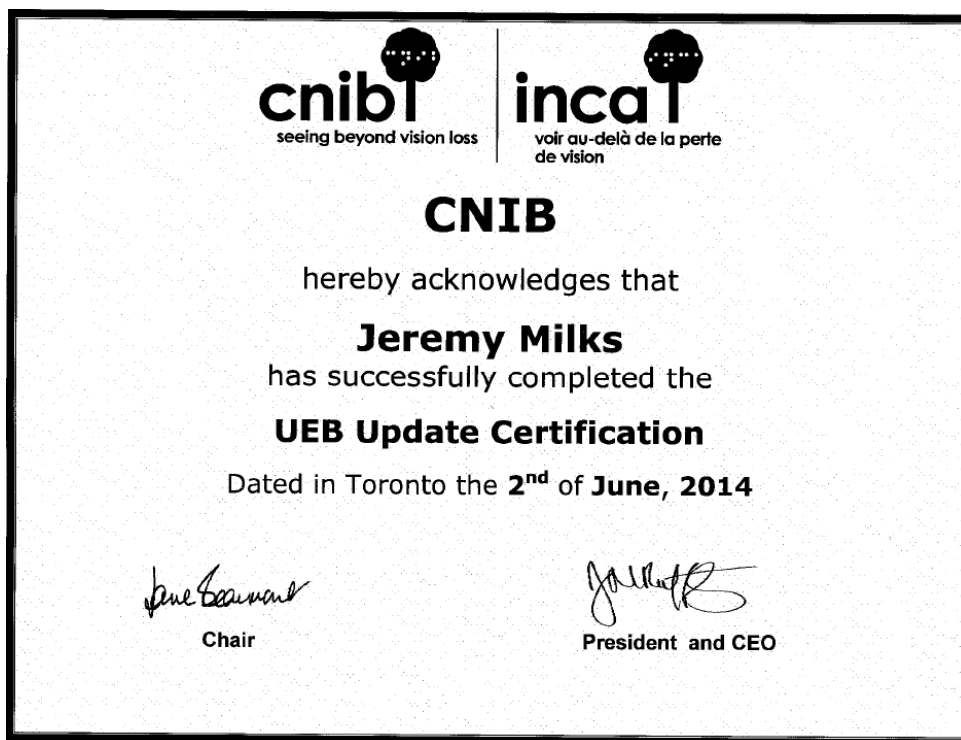 cnib
seeing beyond vision loss
inca
voir au-delà de la perte
de vision
CNIB
hereby acknowledges that
Jeremy Milks
has successfully completed the
UEB Update Certification
Dated in Toronto the 2nd of June, 2014
Jane Beaumont
Chair
President and CEO